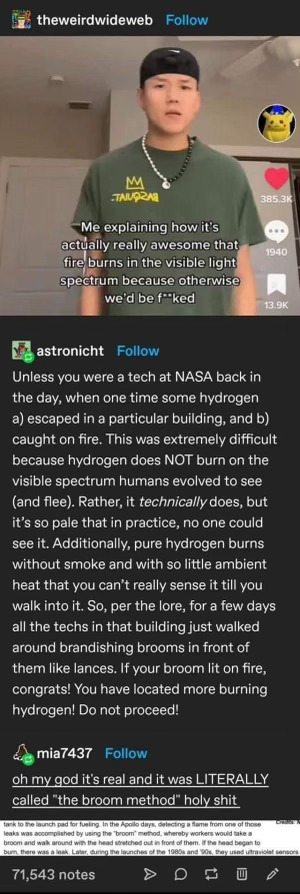 theweirdwideweb Follow
385.3K
Me explaining how it's
actually really awesome that
fire burns in the visible light
spectrum because otherwise
we'd be f**ked
1940
13.9K
astronicht Follow
Unless you were a tech at NASA back in
the day, when one time some hydrogen
a) escaped in a particular building, and b)
caught on fire. This was extremely difficult
because hydrogen does NOT burn on the
visible spectrum humans evolved to see
(and flee). Rather, it technically does, but
it's so pale that in practice, no one could
see it. Additionally, pure hydrogen burns
without smoke and with so little ambient
heat that you can't really sense it till you
walk into it. So, per the lore, for a few days
all the techs in that building just walked
around brandishing brooms in front of
them like lances. If your broom lit on fire,
congrats! You have located more burning
hydrogen! Do not proceed!
mia7437 Follow
oh my god it's real and it was LITERALLY
called "the broom method" holy shit
Credits: N
tank to the launch pad for fueling. In the Apollo days, detecting a flame from one of those
leaks was accomplished by using the "broom" method, whereby workers would take a
broom and walk around with the head stretched out in front of them. If the head began to
burn, there was a leak. Later, during the launches of the 1980s and '90s, they used ultraviolet sensors
71,543 notes